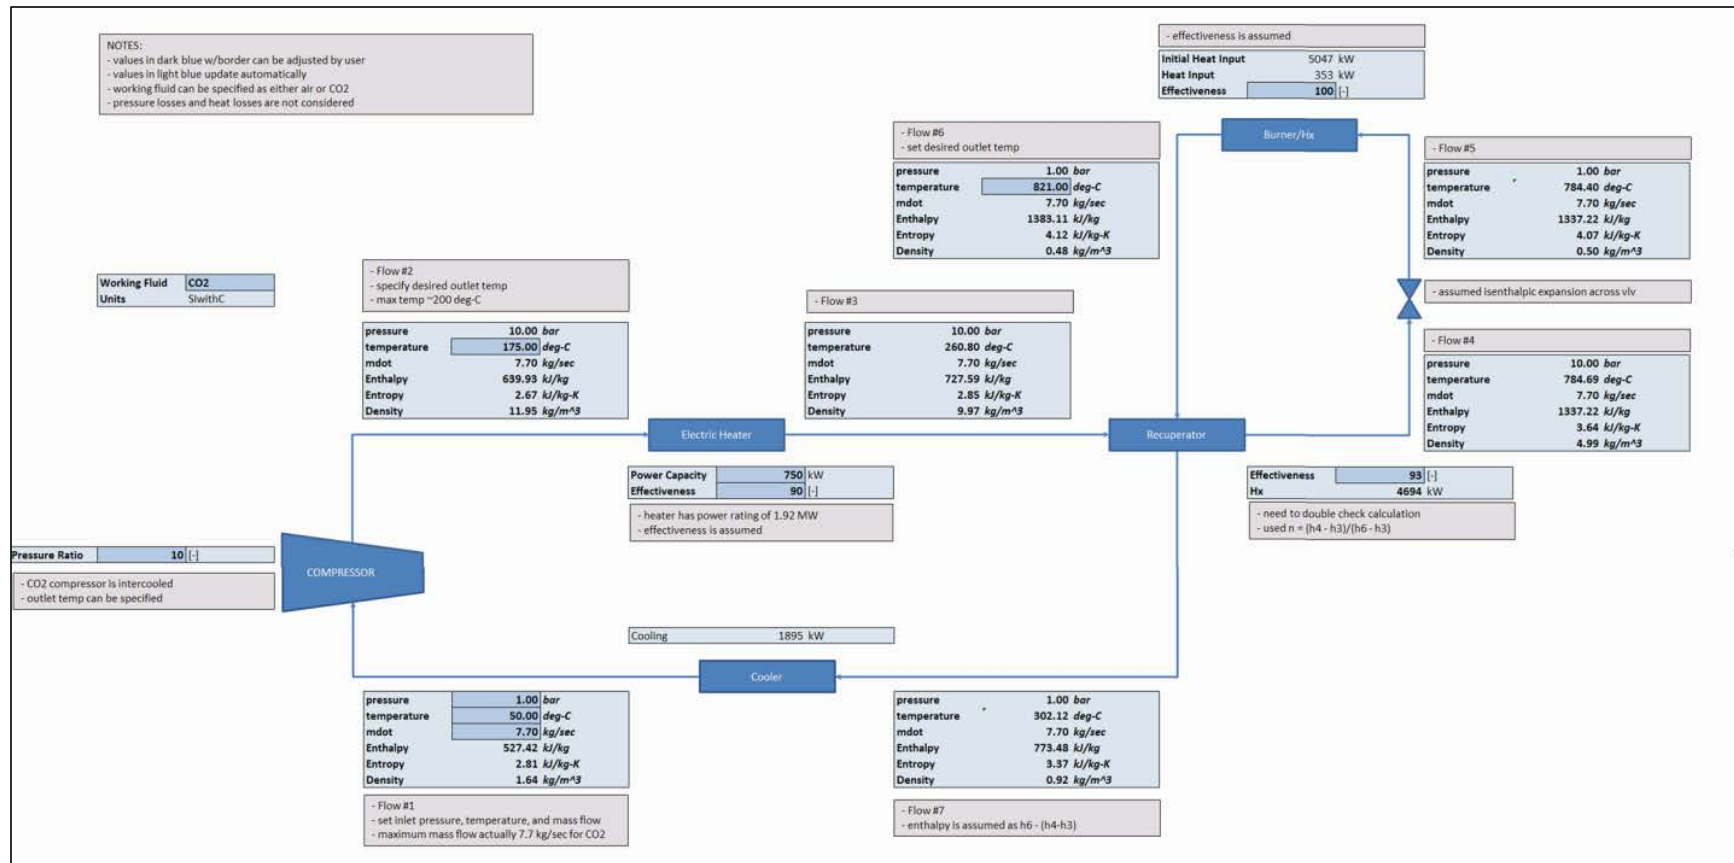 NOTES:
- values in dark blue w/border can be adjusted by user
- values in light blue update automatically
- working fluid can be specified as either air or CO2
- pressure losses and heat losses are not considered
- effectiveness is assumed
Initial Heat Input 5047 kW
Heat Input 353 kW
Effectiveness 100 [-]
Burner/Hx
- Flow #6
- set desired outlet temp
pressure 1.00 bar
temperature 821.00 deg-C
mdot 7.70 kg/sec
Enthalpy 1383.11 kJ/kg
Entropy 4.12 kJ/kg-K
Density 0.48 kg/m^3
- Flow #5
pressure 1.00 bar
temperature 784.40 deg-C
mdot 7.70 kg/sec
Enthalpy 1337.22 kJ/kg
Entropy 4.07 kJ/kg-K
Density 0.50 kg/m^3
Working Fluid CO2
Units SIwithC
- Flow #2
- specify desired outlet temp
- max temp ~200 deg-C
pressure 10.00 bar
temperature 175.00 deg-C
mdot 7.70 kg/sec
Enthalpy 639.93 kJ/kg
Entropy 2.67 kJ/kg-K
Density 11.95 kg/m^3
- Flow #3
pressure 10.00 bar
temperature 260.80 deg-C
mdot 7.70 kg/sec
Enthalpy 727.59 kJ/kg
Entropy 2.85 kJ/kg-K
Density 9.97 kg/m^3
- assumed isenthalpic expansion across vlv
- Flow #4
pressure 10.00 bar
temperature 784.69 deg-C
mdot 7.70 kg/sec
Enthalpy 1337.22 kJ/kg
Entropy 3.64 kJ/kg-K
Density 4.99 kg/m^3
Electric Heater
Recuperator
Power Capacity 750 kW
Effectiveness 90 [-]
- heater has power rating of 1.92 MW
- effectiveness is assumed
Effectiveness 93 [-]
Hx 4694 kW
- need to double check calculation
- used n = (h4 - h3)/(h6 - h3)
Pressure Ratio 10 [-]
- CO2 compressor is intercooled
- outlet temp can be specified
COMPRESSOR
Cooling 1895 kW
Cooler
pressure 1.00 bar
temperature 50.00 deg-C
mdot 7.70 kg/sec
Enthalpy 527.42 kJ/kg
Entropy 2.81 kJ/kg-K
Density 1.64 kg/m^3
- Flow #1
- set inlet pressure, temperature, and mass flow
- maximum mass flow actually 7.7 kg/sec for CO2
pressure 1.00 bar
temperature 302.12 deg-C
mdot 7.70 kg/sec
Enthalpy 773.48 kJ/kg
Entropy 3.37 kJ/kg-K
Density 0.92 kg/m^3
- Flow #7
- enthalpy is assumed as h6 - (h4-h3)